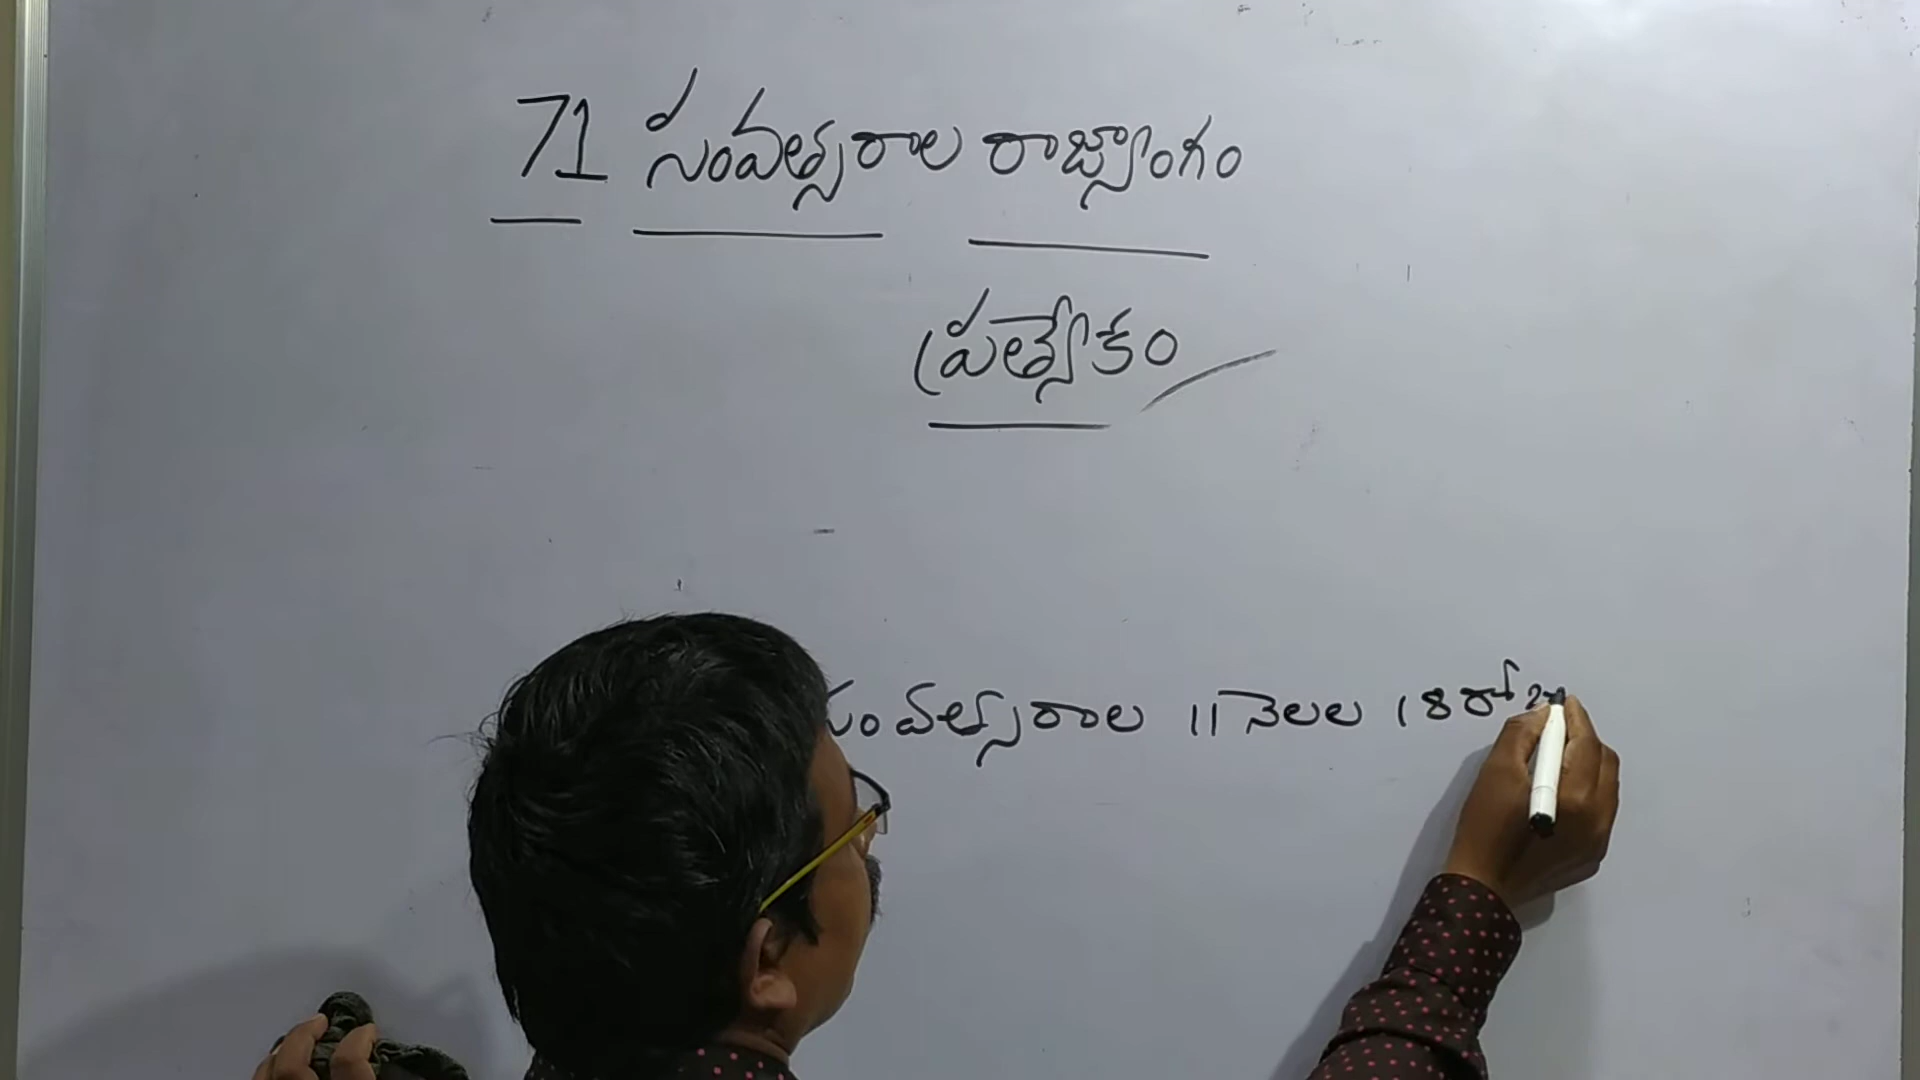 71 సంవత్సరాల రాజ్యాంగం
ప్రత్యేకం
సంవత్సరాల 11 నెలల 18 రోజు